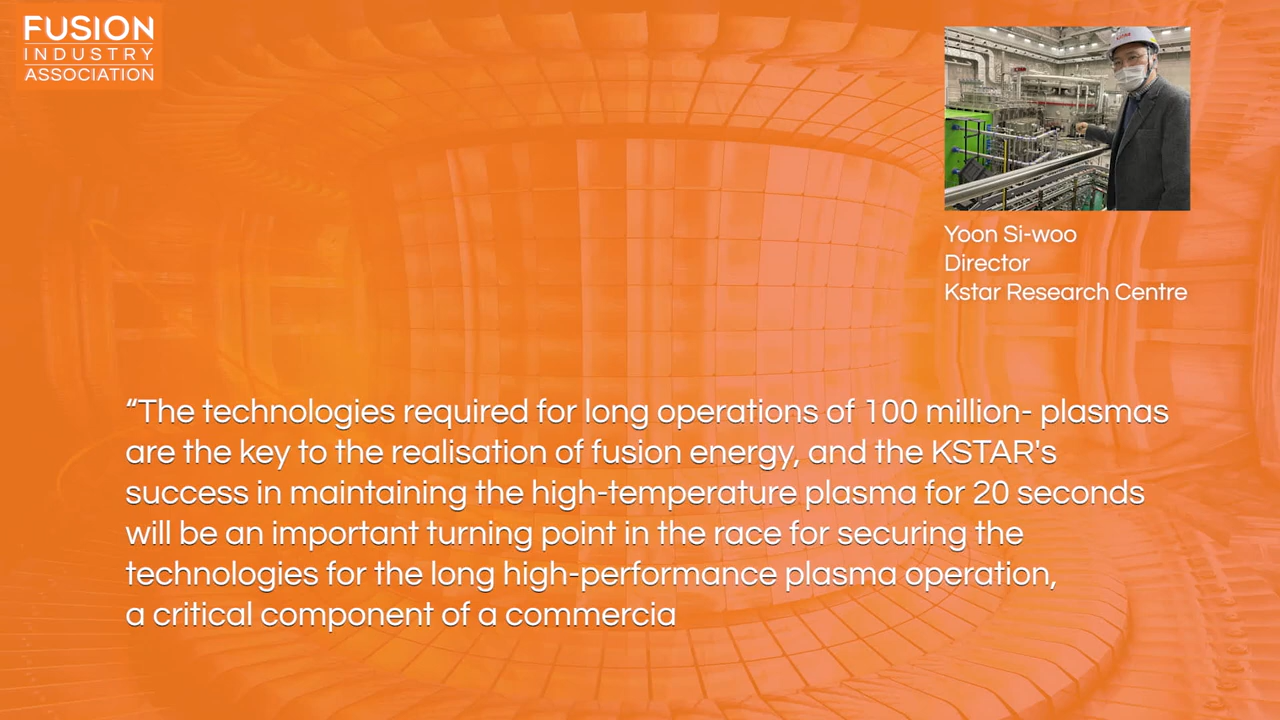 FUSION
INDUSTRY
ASSOCIATION
Yoon Si-woo
Director
Kstar Research Centre
“The technologies required for long operations of 100 million- plasmas
are the key to the realisation of fusion energy, and the KSTAR's
success in maintaining the high-temperature plasma for 20 seconds
will be an important turning point in the race for securing the
technologies for the long high-performance plasma operation,
a critical component of a commercia